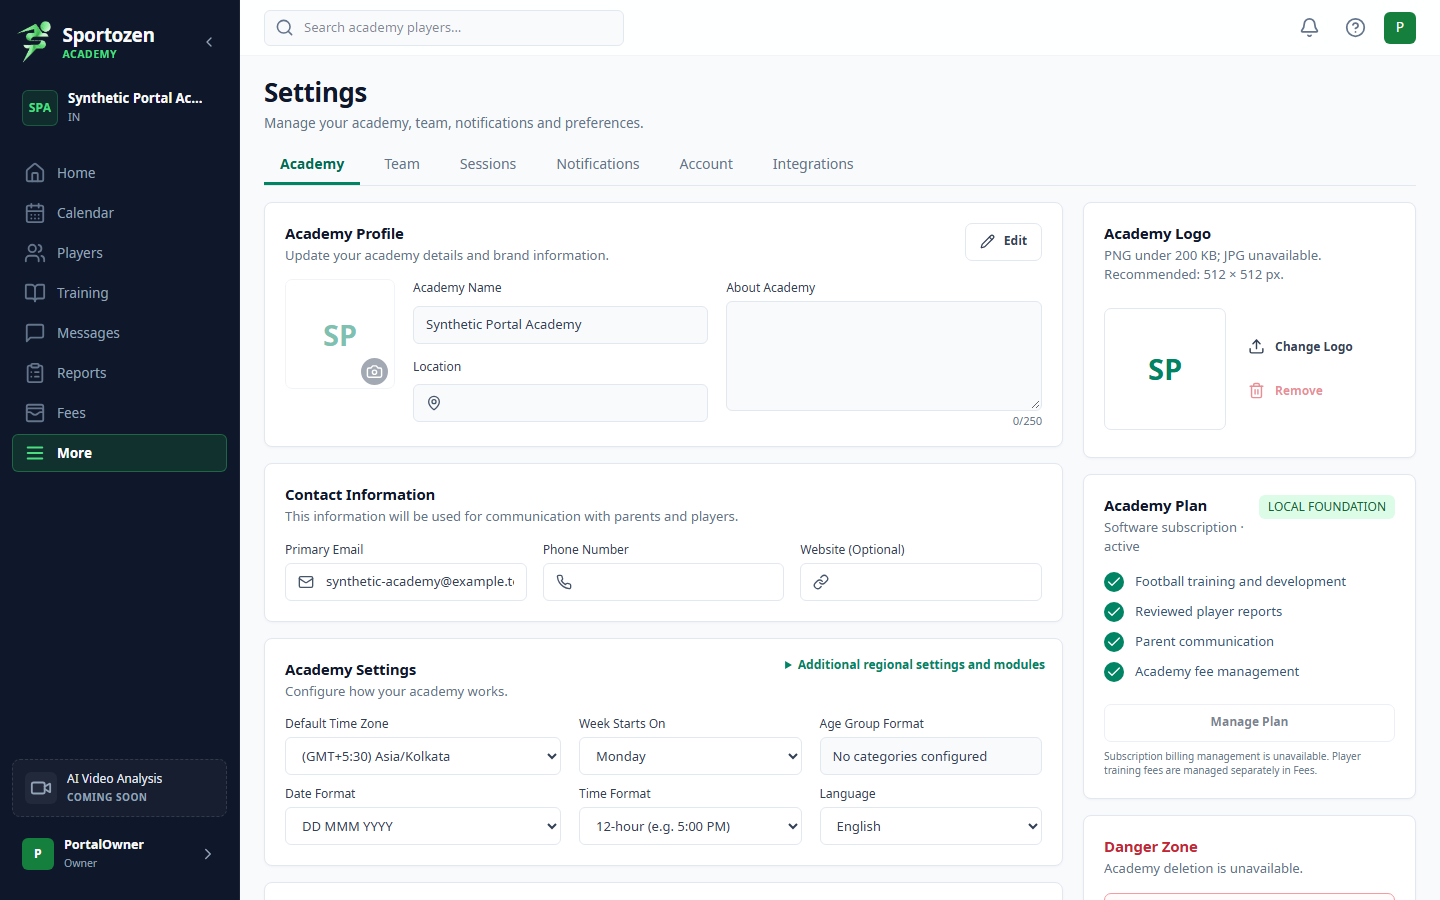 Sportozen
ACADEMY
SPA
Synthetic Portal Ac...
IN
Home
Calendar
Players
Training
Messages
Reports
Fees
More
AI Video Analysis
COMING SOON
P
PortalOwner
Owner
Search academy players...
P
Settings
Manage your academy, team, notifications and preferences.
Academy
Team
Sessions
Notifications
Account
Integrations
Academy Profile
Update your academy details and brand information.
Edit
SP
Academy Name
Synthetic Portal Academy
Location
About Academy
0/250
Contact Information
This information will be used for communication with parents and players.
Primary Email
synthetic-academy@example.t
Phone Number
Website (Optional)
Academy Settings
Configure how your academy works.
Additional regional settings and modules
Default Time Zone
(GMT+5:30) Asia/Kolkata
Week Starts On
Monday
Age Group Format
No categories configured
Date Format
DD MMM YYYY
Time Format
12-hour (e.g. 5:00 PM)
Language
English
Academy Logo
PNG under 200 KB; JPG unavailable.
Recommended: 512 × 512 px.
SP
Change Logo
Remove
Academy Plan
LOCAL FOUNDATION
Software subscription ·
active
Football training and development
Reviewed player reports
Parent communication
Academy fee management
Manage Plan
Subscription billing management is unavailable. Player
training fees are managed separately in Fees.
Danger Zone
Academy deletion is unavailable.